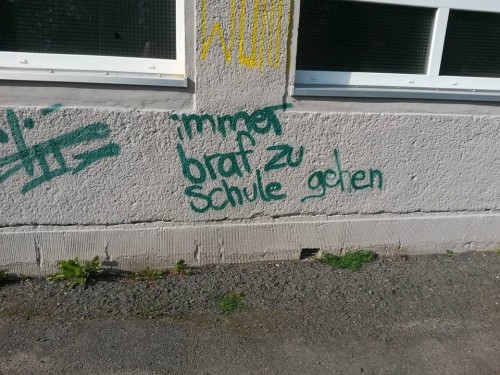 immer
braf zu
schule gehen